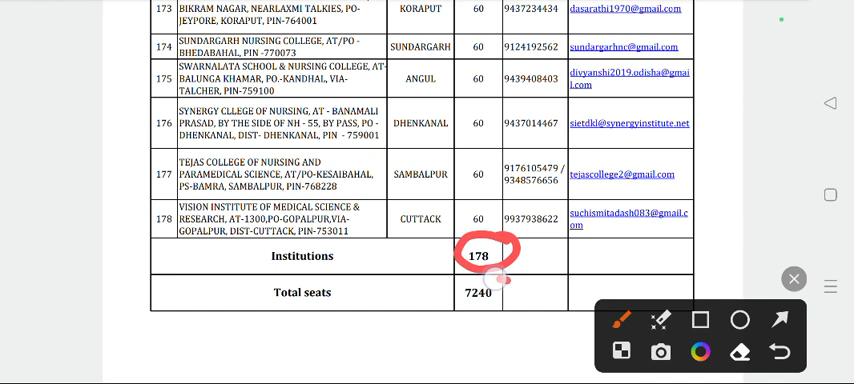 173 BIKRAM NAGAR, NEARLAXMI TALKIES, PO- KORAPUT 60 9437234434 dasarathi1970@gmail.com
JEYPORE, KORAPUT, PIN-764001
174 SUNDARGARH NURSING COLLEGE, AT/PO - SUNDARGARH 60 9124192562 sundargarhnc@gmail.com
BHEDABAHAL, PIN -770073
175 SWARNALATA SCHOOL & NURSING COLLEGE, AT- ANGUL 60 9439408403 divyanshi2019.odisha@gmai
BALUNGA KHAMAR, PO.-KANDHAL, VIA- l.com
TALCHER, PIN-759100
176 SYNERGY CLLEGE OF NURSING, AT - BANAMALI DHENKANAL 60 9437014467 sietdkl@synergyinstitute.net
PRASAD, BY THE SIDE OF NH - 55, BY PASS, PO -
DHENKANAL, DIST- DHENKANAL, PIN - 759001
177 TEJAS COLLEGE OF NURSING AND SAMBALPUR 60 9176105479 / tejascollege2@gmail.com
PARAMEDICAL SCIENCE, AT/PO-KESAIBAHAL, 9348576656
PS-BAMRA, SAMBALPUR, PIN-768228
178 VISION INSTITUTE OF MEDICAL SCIENCE & CUTTACK 60 9937938622 suchismitadash083@gmail.c
RESEARCH, AT-1300,PO-GOPALPUR,VIA- om
GOPALPUR, DIST-CUTTACK, PIN-753011
Institutions 178
Total seats 7240